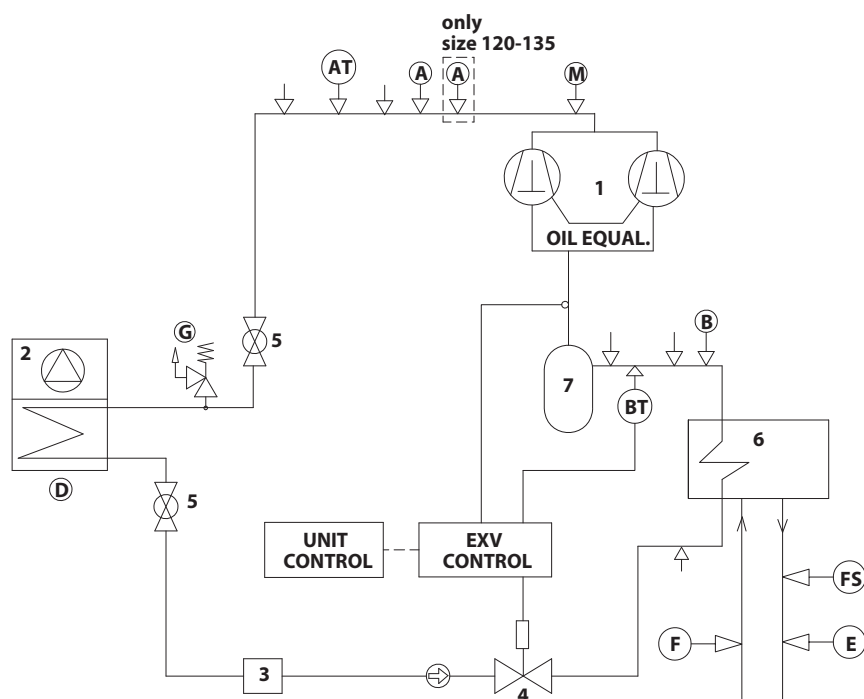 only
size 120-135
AT
A
A
M
1
OIL EQUAL.
G
5
2
B
7
BT
6
D
5
UNIT
CONTROL
EXV
CONTROL
FS
F
E
3
4